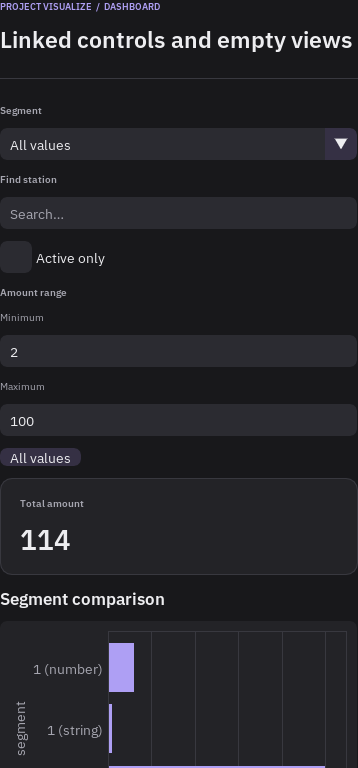 PROJECT VISUALIZE / DASHBOARD
Linked controls and empty views
Segment
All values
Find station
Search...
Active only
Amount range
Minimum
2
Maximum
100
All values
Total amount
114
Segment comparison
1 (number)
1 (string)
segment